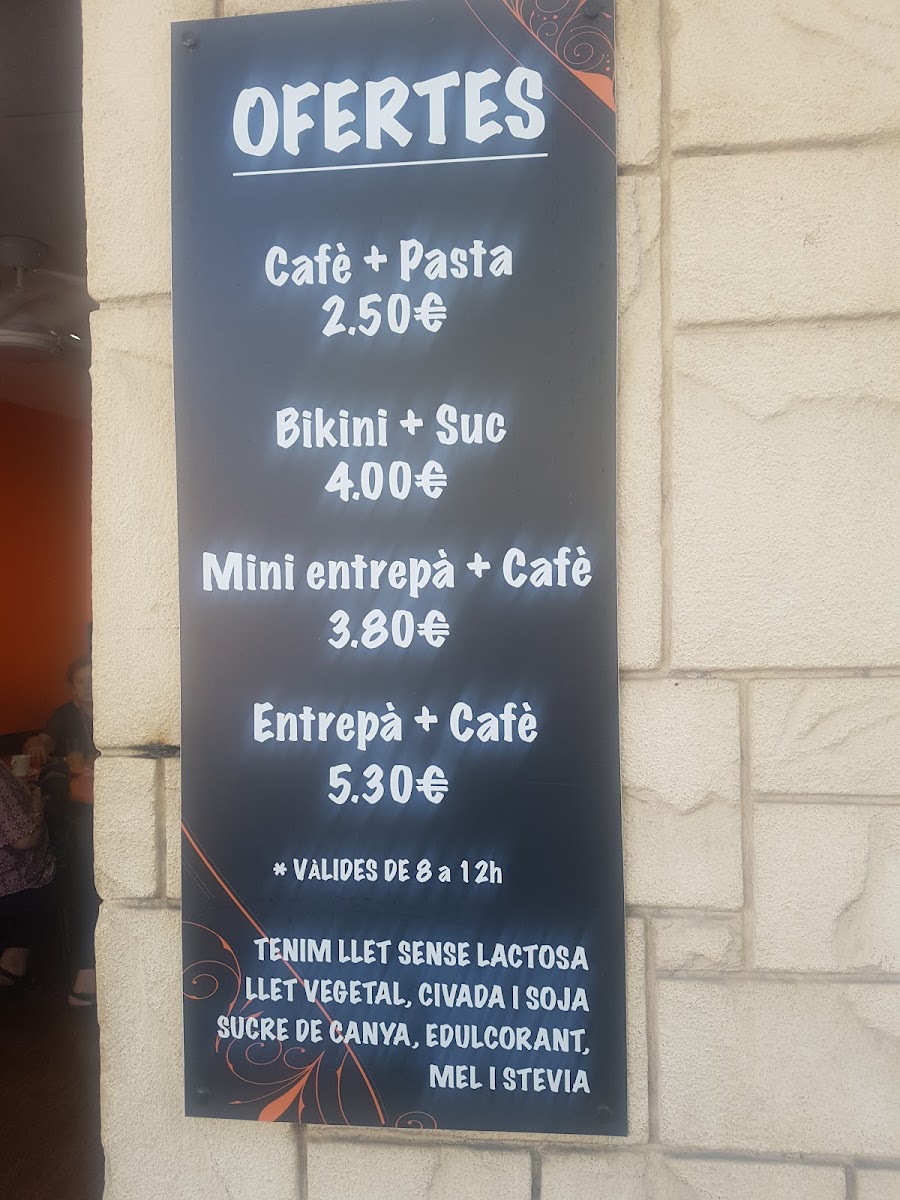 OFERTES
Cafè + Pasta
2.50€
Bikini + Suc
4.00€
Mini entrepà + Cafè
3.80€
Entrepà + Cafè
5.30€
* VÀLIDES DE 8 a 12h
TENIM LLET SENSE LACTOSA
LLET VEGETAL, CIVADA I SOJA
SUCRE DE CANYA, EDULCORANT,
MEL I STEVIA